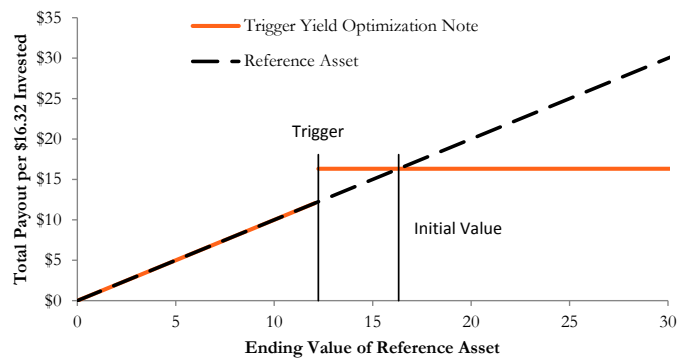 Total Payout per $16.32 Invested
$35
$30
$25
$20
$15
$10
$5
$0
Trigger Yield Optimization Note
Reference Asset
Trigger
Initial Value
0
5
10
15
20
25
30
Ending Value of Reference Asset